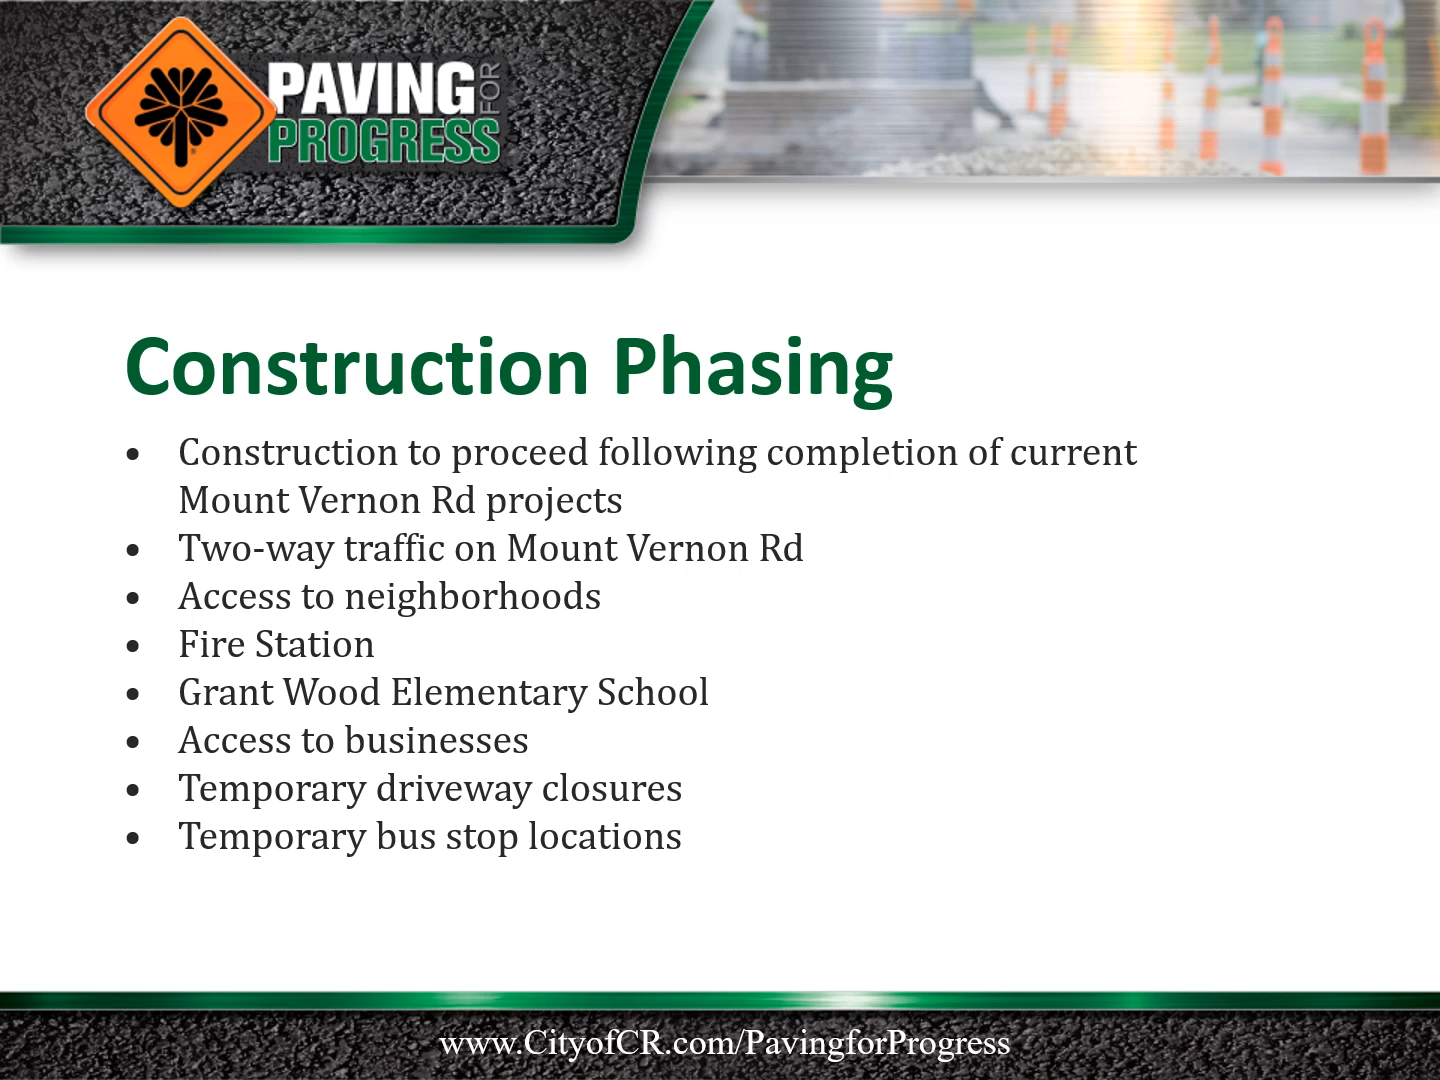 PAVING FOR
PROGRESS
Construction Phasing
• Construction to proceed following completion of current
Mount Vernon Rd projects
• Two-way traffic on Mount Vernon Rd
• Access to neighborhoods
• Fire Station
• Grant Wood Elementary School
• Access to businesses
• Temporary driveway closures
• Temporary bus stop locations
www.CityofCR.com/PavingforProgress